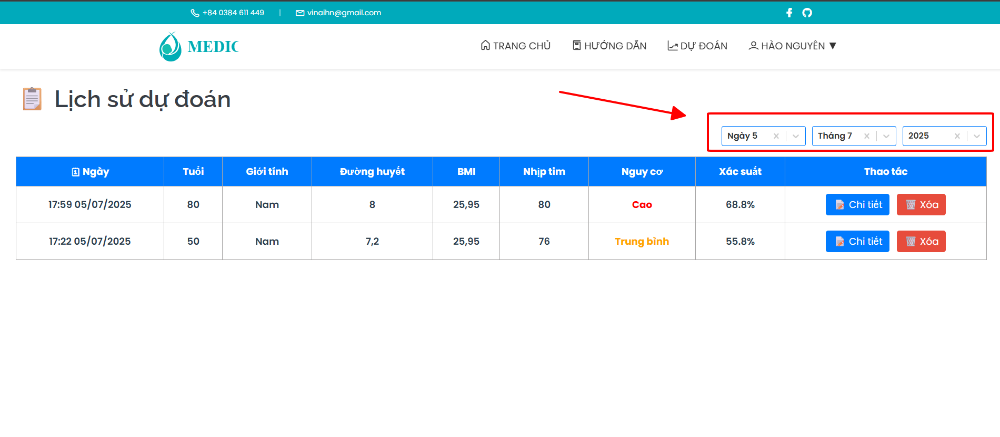 +84 0384 611 449 | vinaihn@gmail.com
MEDIC
TRANG CHỦ HƯỚNG DẪN DỰ ĐOÁN HÀO NGUYÊN ▼
Lịch sử dự đoán
Ngày 5 Tháng 7 2025
Ngày Tuổi Giới tính Đường huyết BMI Nhịp tim Nguy cơ Xác suất Thao tác
17:59 05/07/2025 80 Nam 8 25,95 80 Cao 68.8% Chi tiết Xóa
17:22 05/07/2025 50 Nam 7,2 25,95 76 Trung bình 55.8% Chi tiết Xóa